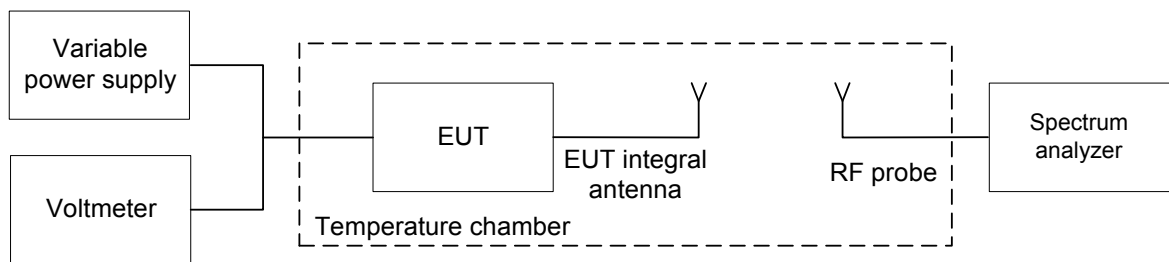 Variable
power supply
Voltmeter
EUT
EUT integral
antenna
Temperature chamber
RF probe
Spectrum
analyzer